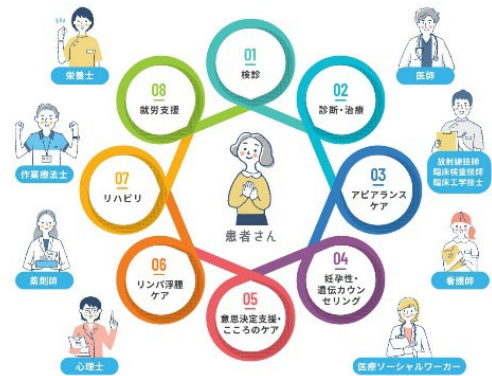 01
検診
02
診断・治療
03
アピアランス
ケア
04
妊孕性・
遺伝カウン
セリング
05
意思決定支援・
こころのケア
06
リンパ浮腫
ケア
07
リハビリ
08
就労支援
患者さん
栄養士
医師
作業療法士
放射線技師
臨床検査技師
臨床工学技士
薬剤師
看護師
心理士
医療ソーシャルワーカー